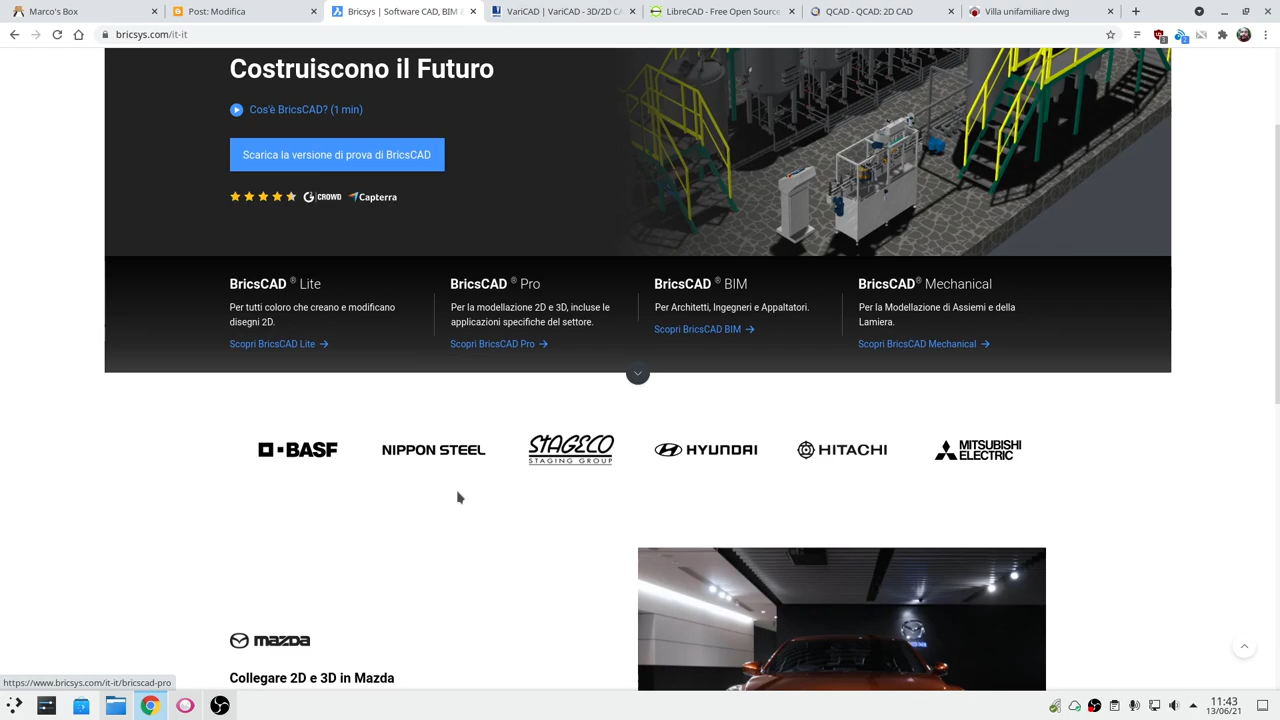 Marco's Box
Post: Modifica
Bricsys | Software CAD, BIM
VariCAD | VariCAD - 3D/2D C
LibreCAD - Free Open Source
QCAD - QCAD: 2D CAD
Villa unifamiliare dwg
bricsys.com/it-it
Costruiscono il Futuro
Cos'è BricsCAD? (1 min)
Scarica la versione di prova di BricsCAD
G2 CROWD Capterra
BricsCAD ® Lite
Per tutti coloro che creano e modificano
disegni 2D.
Scopri BricsCAD Lite
BricsCAD ® Pro
Per la modellazione 2D e 3D, incluse le
applicazioni specifiche del settore.
Scopri BricsCAD Pro
BricsCAD ® BIM
Per Architetti, Ingegneri e Appaltatori.
Scopri BricsCAD BIM
BricsCAD® Mechanical
Per la Modellazione di Assiemi e della
Lamiera.
Scopri BricsCAD Mechanical
BASF
NIPPON STEEL
STAGECO
STAGING GROUP
HYUNDAI
HITACHI
MITSUBISHI
ELECTRIC
mazda
Collegare 2D e 3D in Mazda
https://www.bricsys.com/it-it/bricscad-pro
11:43
13/06/21